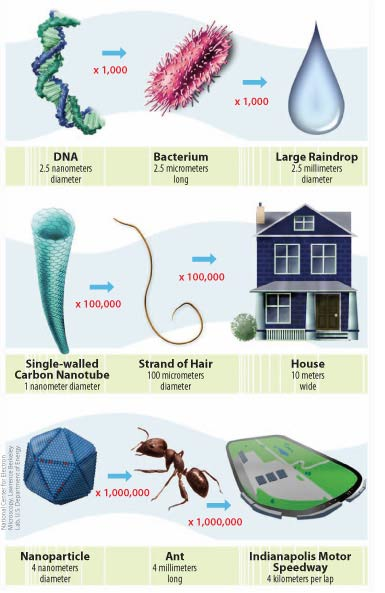 x 1,000
x 1,000
DNA
2.5 nanometers
diameter
Bacterium
2.5 micrometers
long
Large Raindrop
2.5 millimeters
diameter
x 100,000
x 100,000
Single-walled
Carbon Nanotube
1 nanometer diameter
Strand of Hair
100 micrometers
diameter
House
10 meters
wide
National Center for Electron
Microscopy, Lawrence Berkeley
Lab, U.S. Department of Energy
x 1,000,000
x 1,000,000
Nanoparticle
4 nanometers
diameter
Ant
4 millimeters
long
Indianapolis Motor
Speedway
4 kilometers per lap